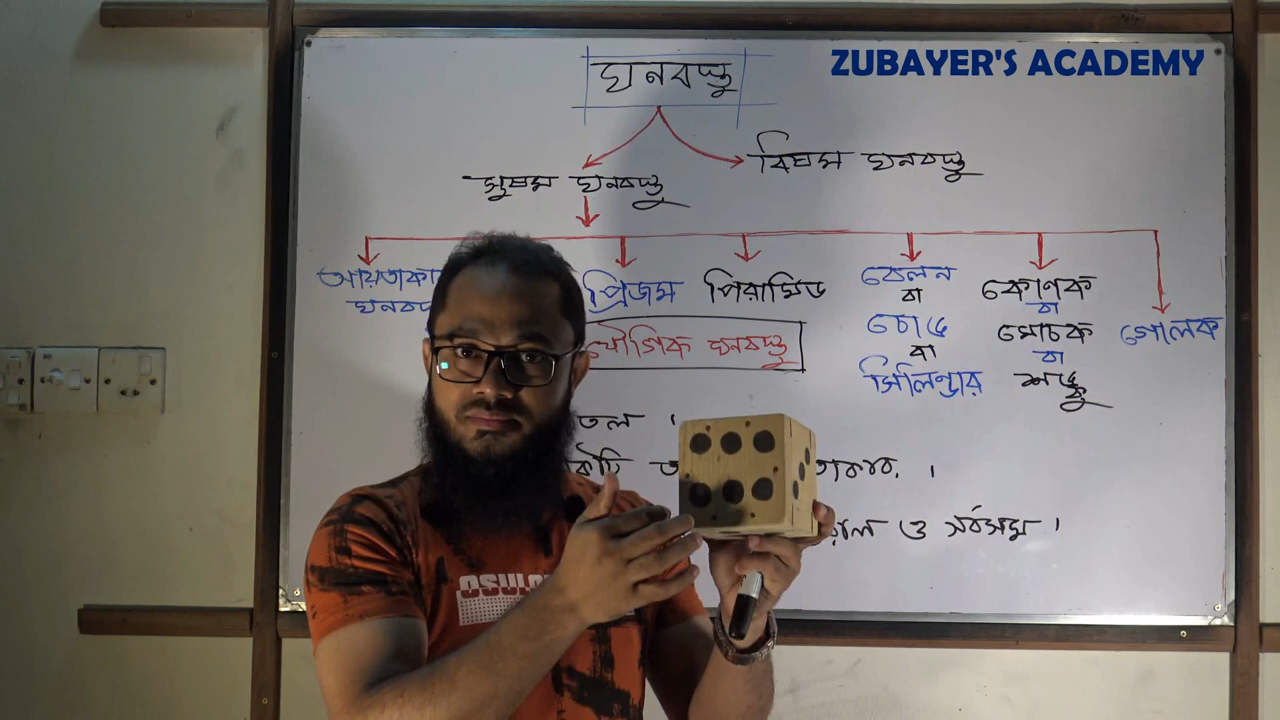 ZUBAYER'S ACADEMY
ঘনবস্তু
সুষম ঘনবস্তু
বিষম ঘনবস্তু
প্রিজম
পিরামিড
বেলন
বা
চোঙ
বা
সিলিণ্ডার
কোণক
বা
মোচক
বা
শঙ্কু
গোলক
যৌগিক ঘনবস্তু
তল ।
ও সর্বসম ।